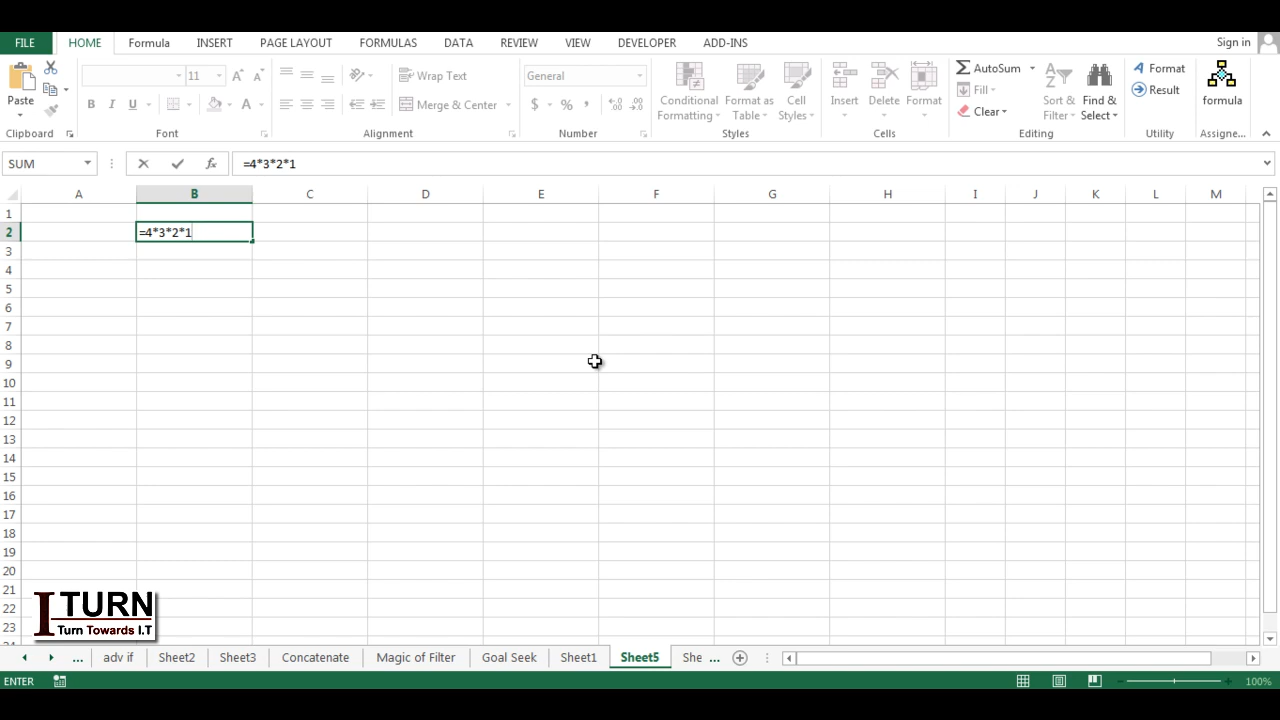 FILE HOME Formula INSERT PAGE LAYOUT FORMULAS DATA REVIEW VIEW DEVELOPER ADD-INS Sign in
11 Wrap Text General AutoSum Format
Paste Conditional Format as Cell Insert Delete Format Fill Sort & Find & Result formula
B I U A Merge & Center $ % , Formatting Table Styles Clear Filter Select
Clipboard Font Alignment Number Styles Cells Editing Utility Assigne...
SUM fx =4*3*2*1
A B C D E F G H I J K L M
1
2 =4*3*2*1
3
4
5
6
7
8
9
10
11
12
13
14
15
16
17
18
19
20
21
22
23
I TURN
Turn Towards I.T
... adv if Sheet2 Sheet3 Concatenate Magic of Filter Goal Seek Sheet1 Sheet5 She ...
ENTER 100%